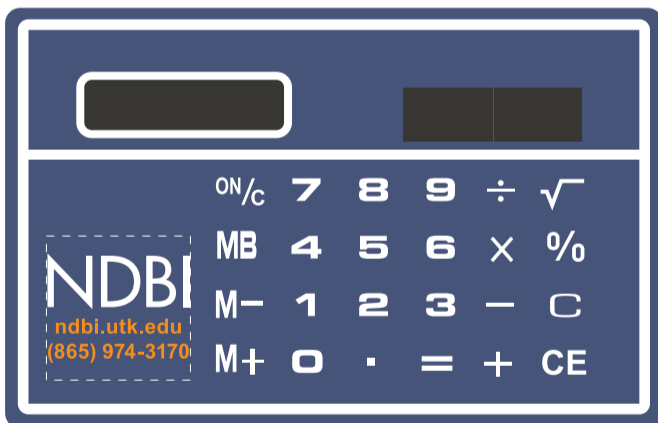 ON/C 7 8 9 ÷ √
MB 4 5 6 × %
M− 1 2 3 − C
M+ 0 . = + CE
NDBI
ndbi.utk.edu
(865) 974-3170